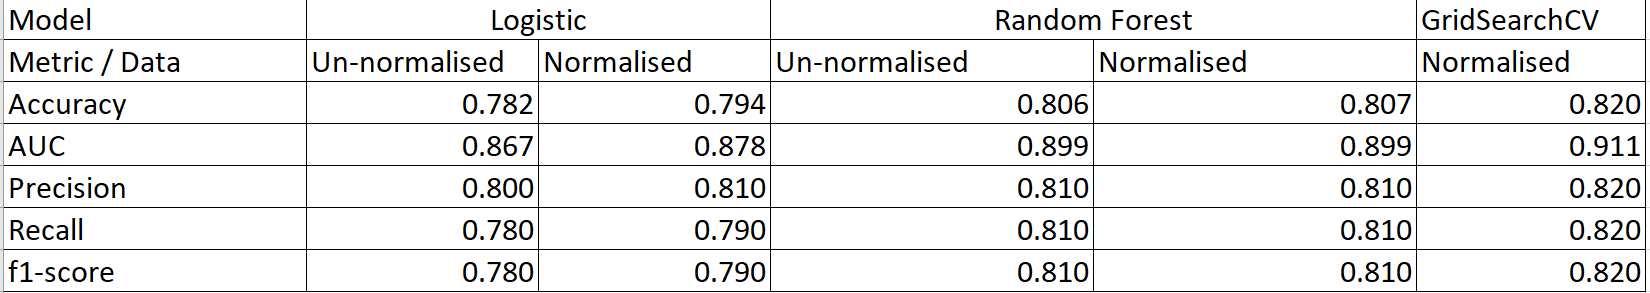 Model Logistic Random Forest GridSearchCV
Metric / Data Un-normalised Normalised Un-normalised Normalised Normalised
Accuracy 0.782 0.794 0.806 0.807 0.820
AUC 0.867 0.878 0.899 0.899 0.911
Precision 0.800 0.810 0.810 0.810 0.820
Recall 0.780 0.790 0.810 0.810 0.820
f1-score 0.780 0.790 0.810 0.810 0.820